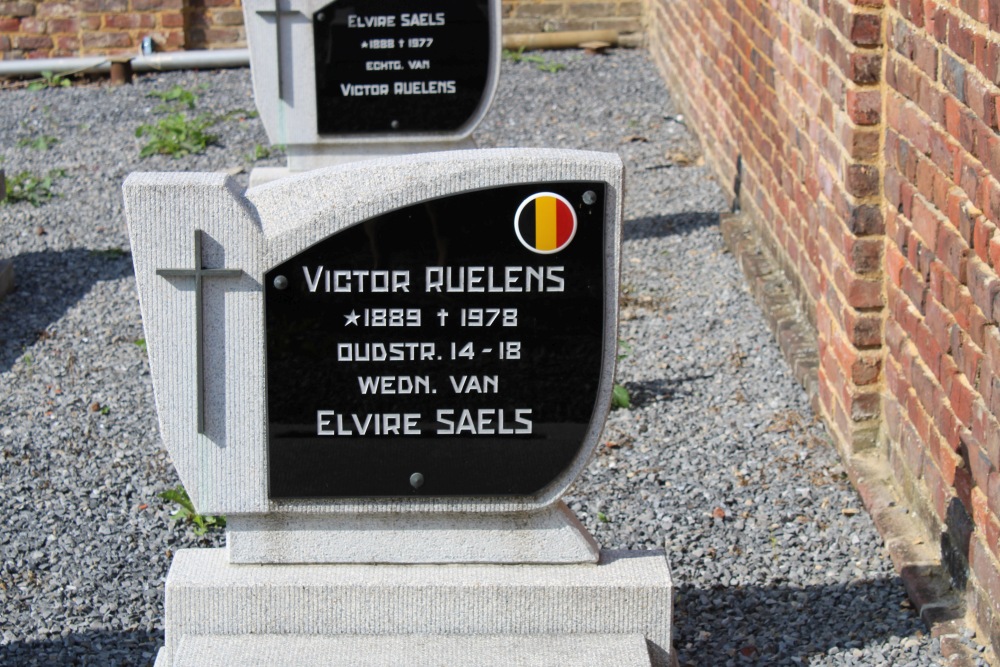 ELVIRE SAELS
★1888 † 1977
ECHTG. VAN
VICTOR RUELENS
VICTOR RUELENS
★1889 † 1978
OUDSTR. 14-18
WEDN. VAN
ELVIRE SAELS